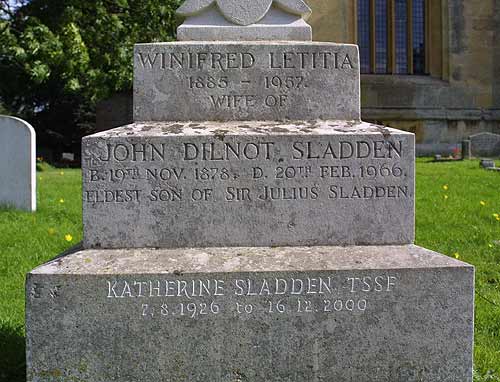 WINIFRED LETITIA
1885 - 1957.
WIFE OF
JOHN DILNOT SLADDEN
B. 19TH NOV. 1878. D. 20TH FEB. 1966.
ELDEST SON OF SIR JULIUS SLADDEN.
KATHERINE SLADDEN TSSF
7.8.1926 to 16.12.2000